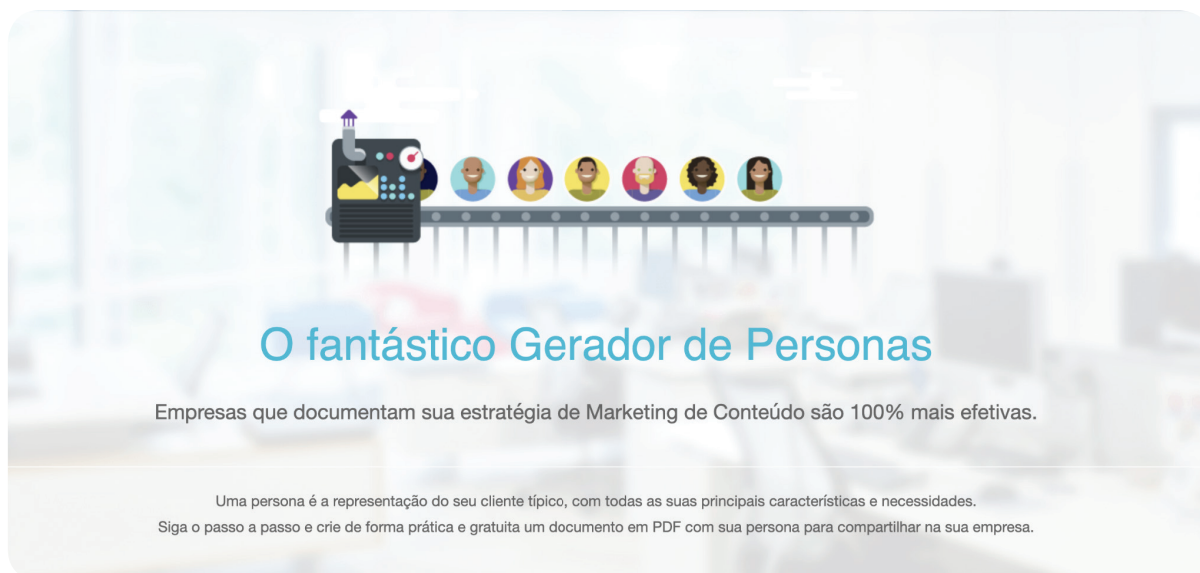 O fantástico Gerador de Personas
Empresas que documentam sua estratégia de Marketing de Conteúdo são 100% mais efetivas.
Uma persona é a representação do seu cliente típico, com todas as suas principais características e necessidades.
Siga o passo a passo e crie de forma prática e gratuita um documento em PDF com sua persona para compartilhar na sua empresa.